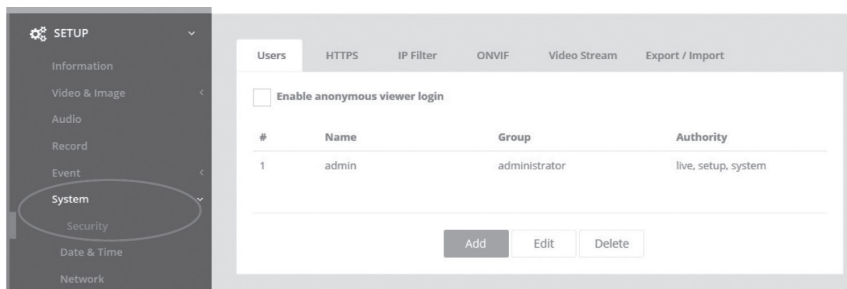 SETUP
Information
Video & Image
Audio
Record
Event
System
Security
Date & Time
Network
Users HTTPS IP Filter ONVIF Video Stream Export / Import
Enable anonymous viewer login
# Name Group Authority
1 admin administrator live, setup, system
Add Edit Delete